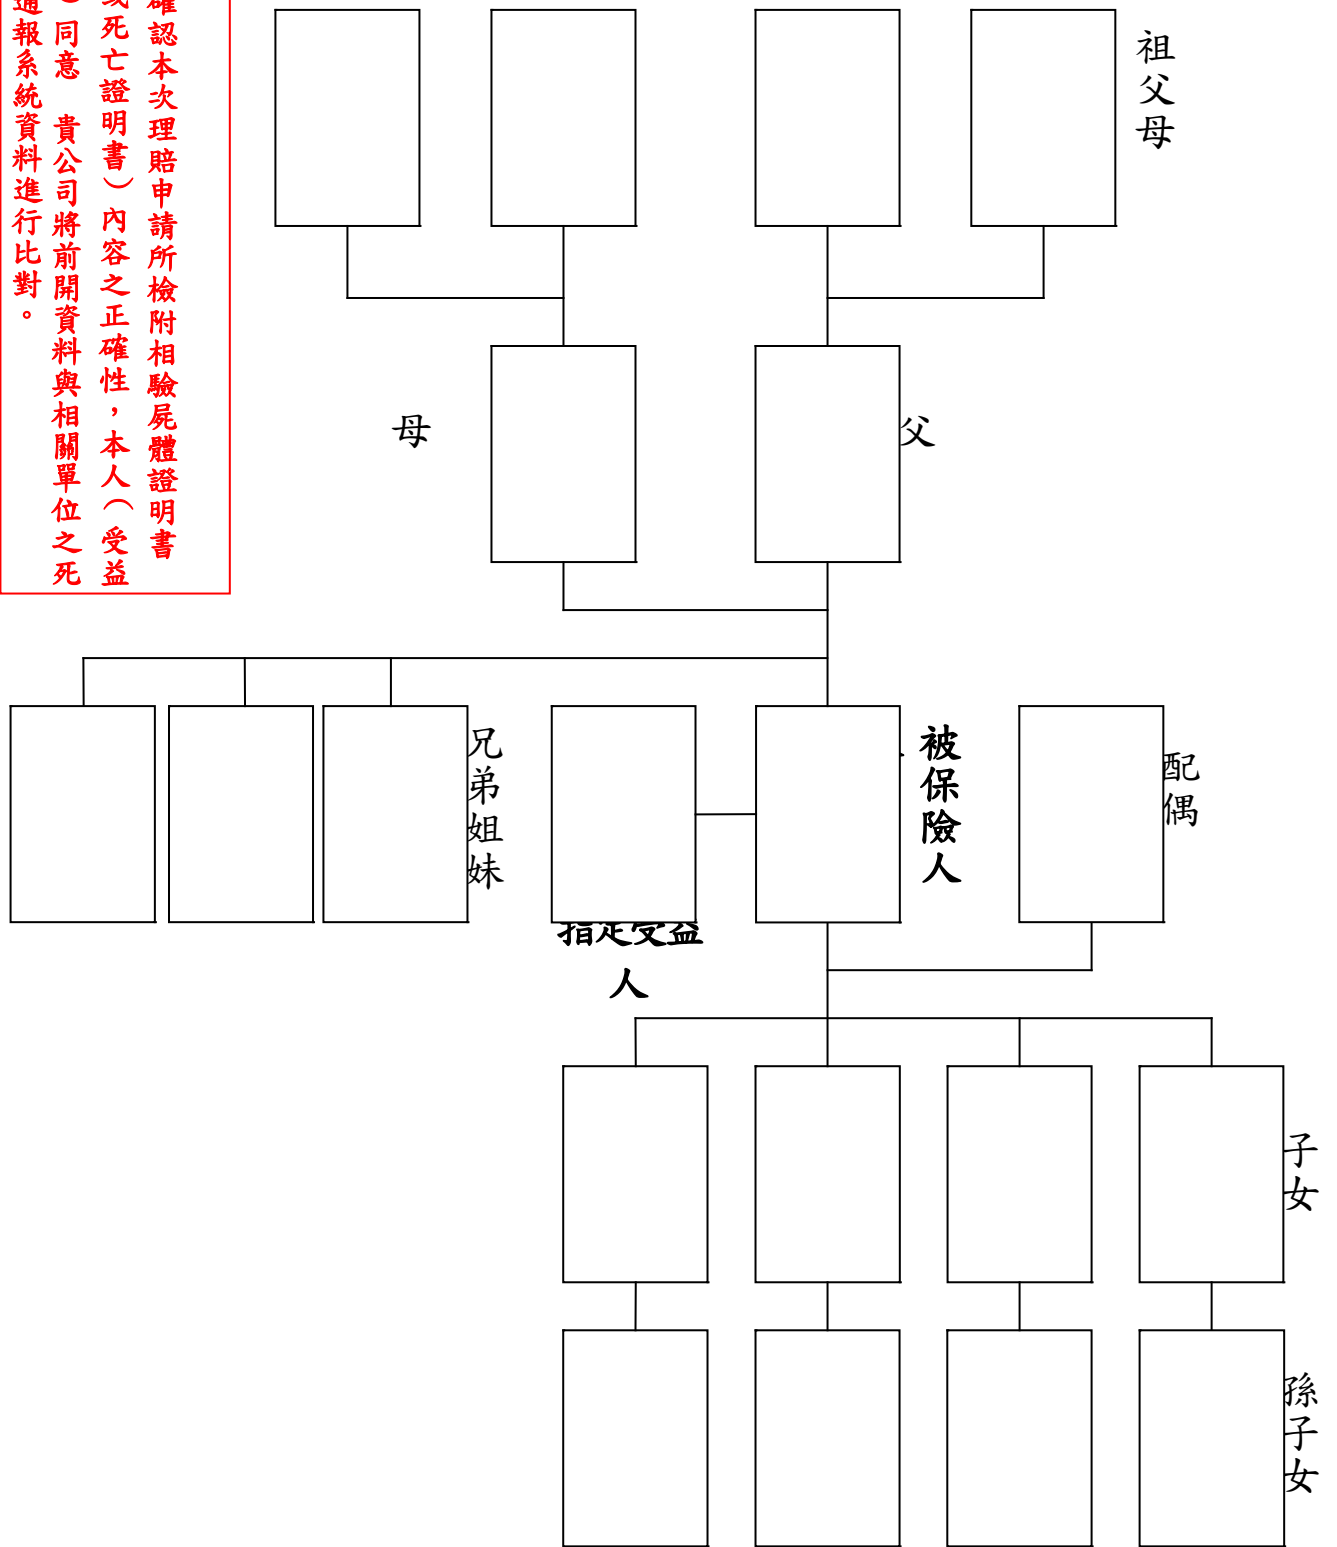 確認本次理賠申請所檢附相驗屍體證明書
或死亡證明書）內容之正確性，本人（受益
）同意　貴公司將前開資料與相關單位之死
通報系統資料進行比對。
祖父母
父
母
配偶
被保險人
指定受益
人
兄弟姐妹
子女
孫子女